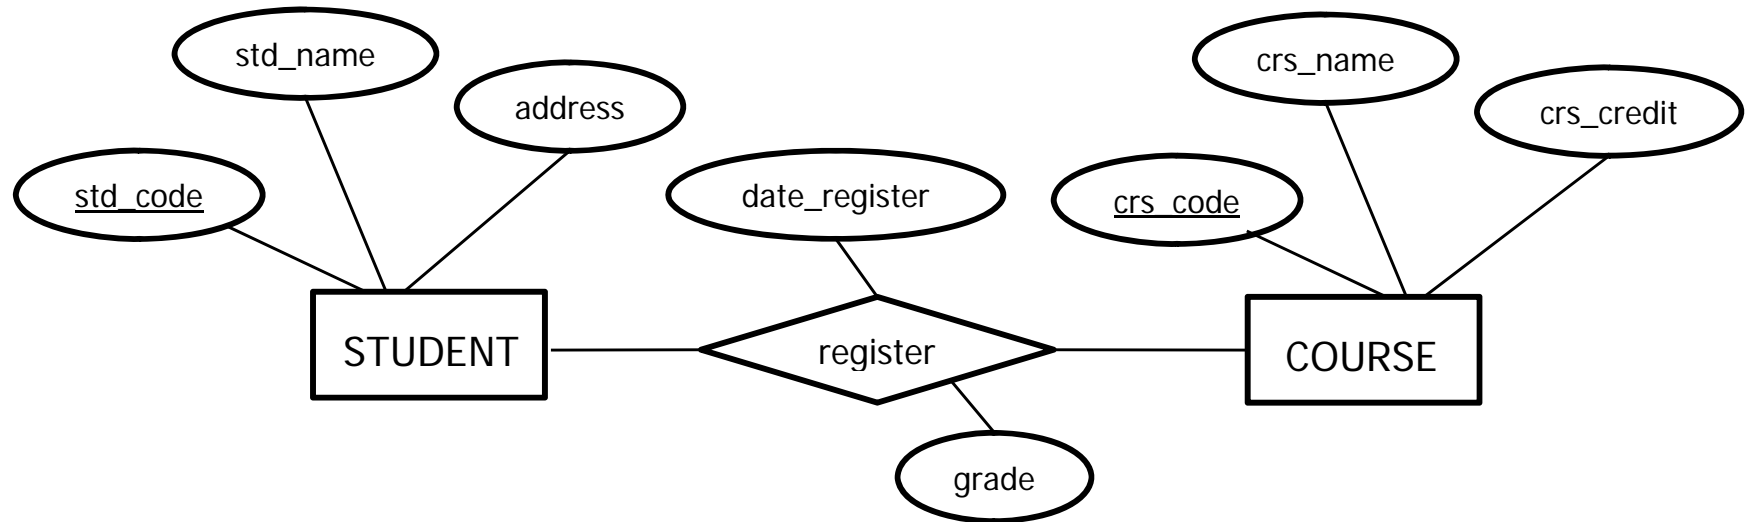 std_name
crs_name
address
crs_credit
std_code
date_register
crs_code
STUDENT
register
COURSE
grade